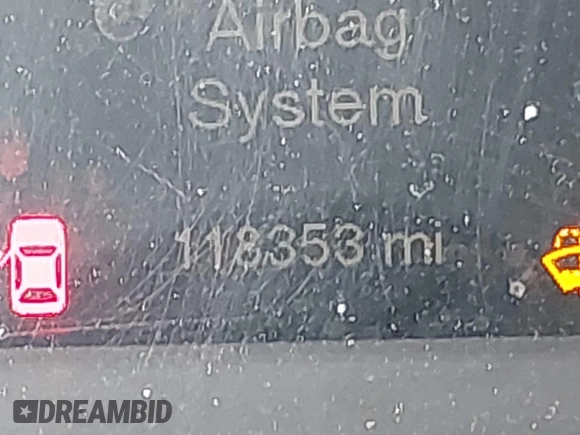 Airbag
System
118353 mi
DREAMBID